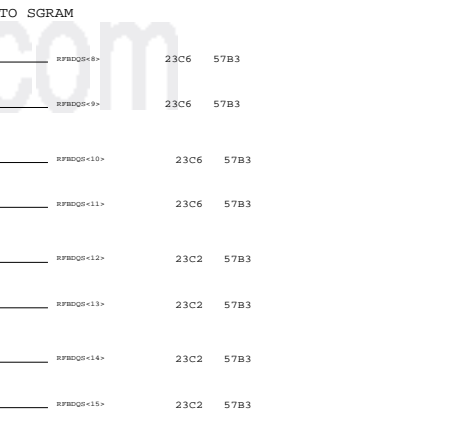 TO SGRAM
com
RFBDQS<8> 23C6 57B3
RFBDQS<9> 23C6 57B3
RFBDQS<10> 23C6 57B3
RFBDQS<11> 23C6 57B3
RFBDQS<12> 23C2 57B3
RFBDQS<13> 23C2 57B3
RFBDQS<14> 23C2 57B3
RFBDQS<15> 23C2 57B3